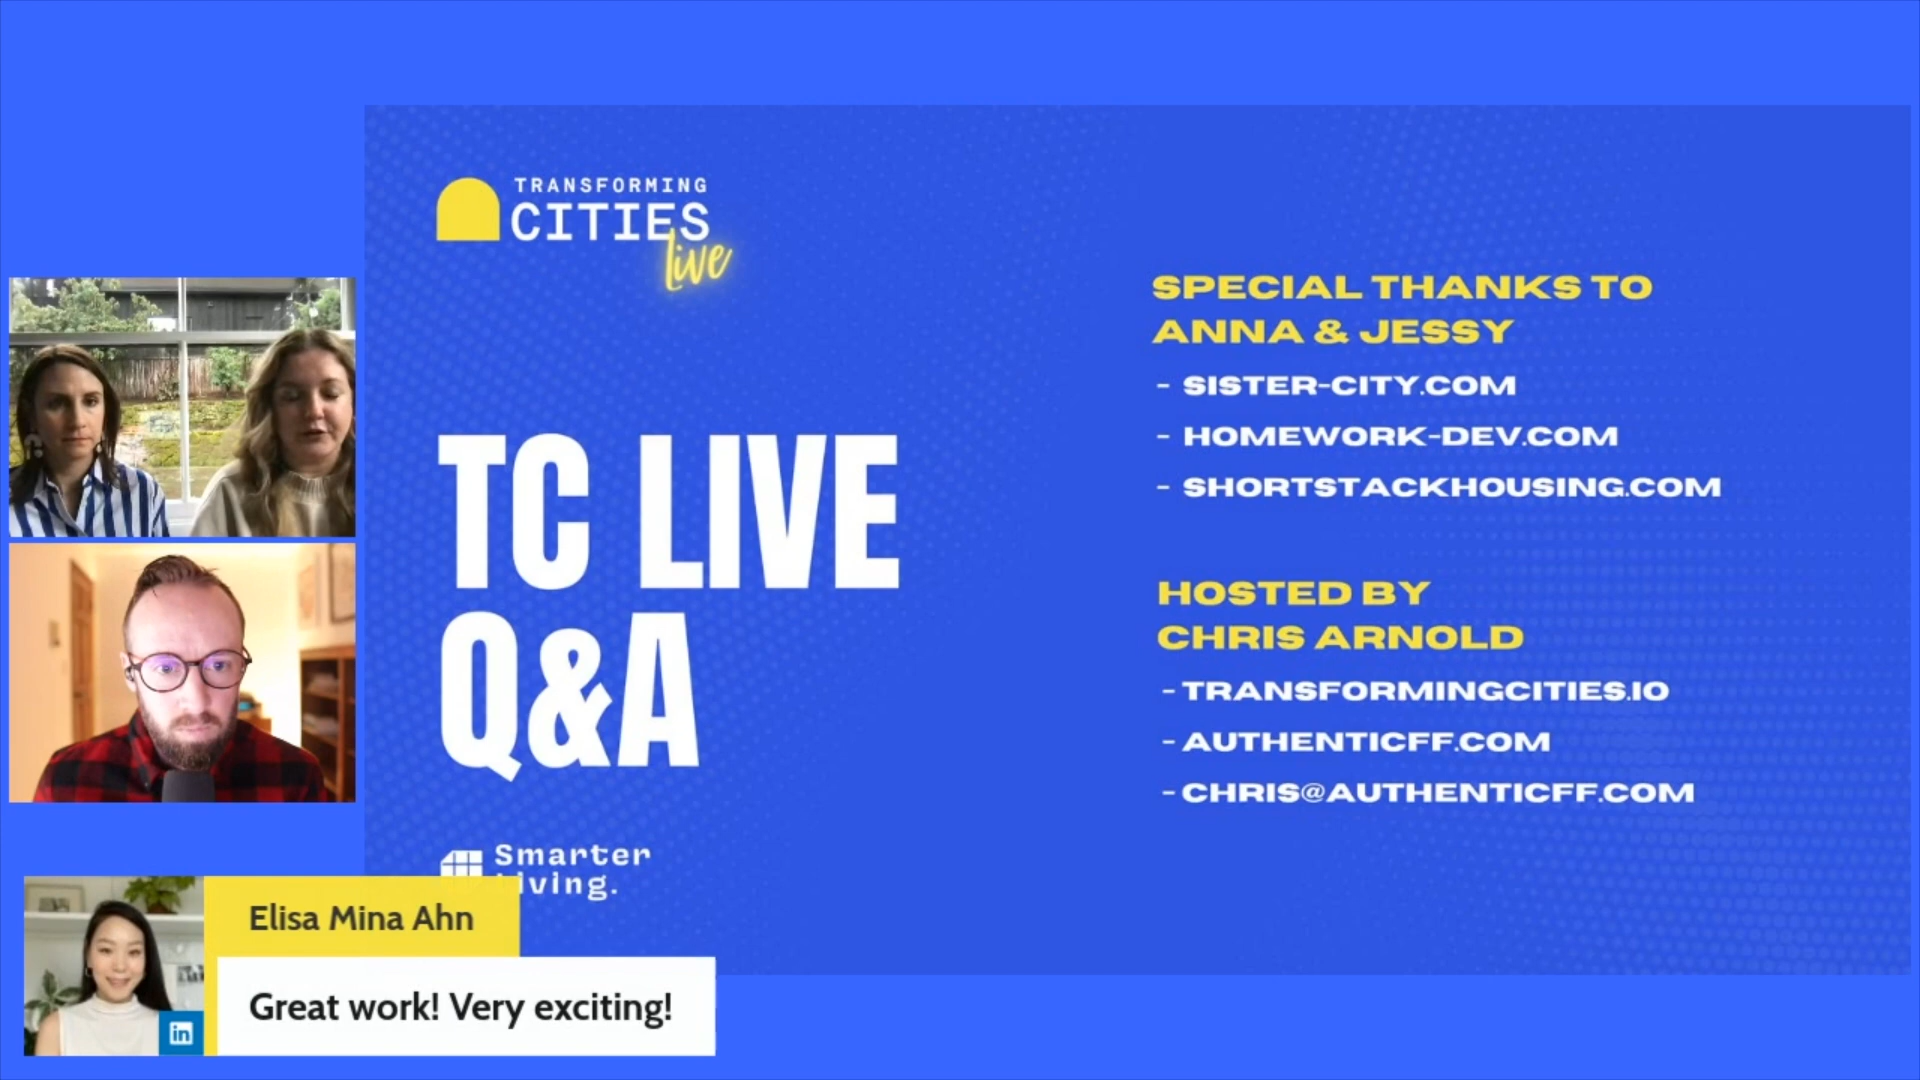 TRANSFORMING
CITIES
live
TC LIVE
Q&A
SPECIAL THANKS TO
ANNA & JESSY
- SISTER-CITY.COM
- HOMEWORK-DEV.COM
- SHORTSTACKHOUSING.COM
HOSTED BY
CHRIS ARNOLD
- TRANSFORMINGCITIES.IO
- AUTHENTICFF.COM
- CHRIS@AUTHENTICFF.COM
Smarter
Living.
Elisa Mina Ahn
in
Great work! Very exciting!